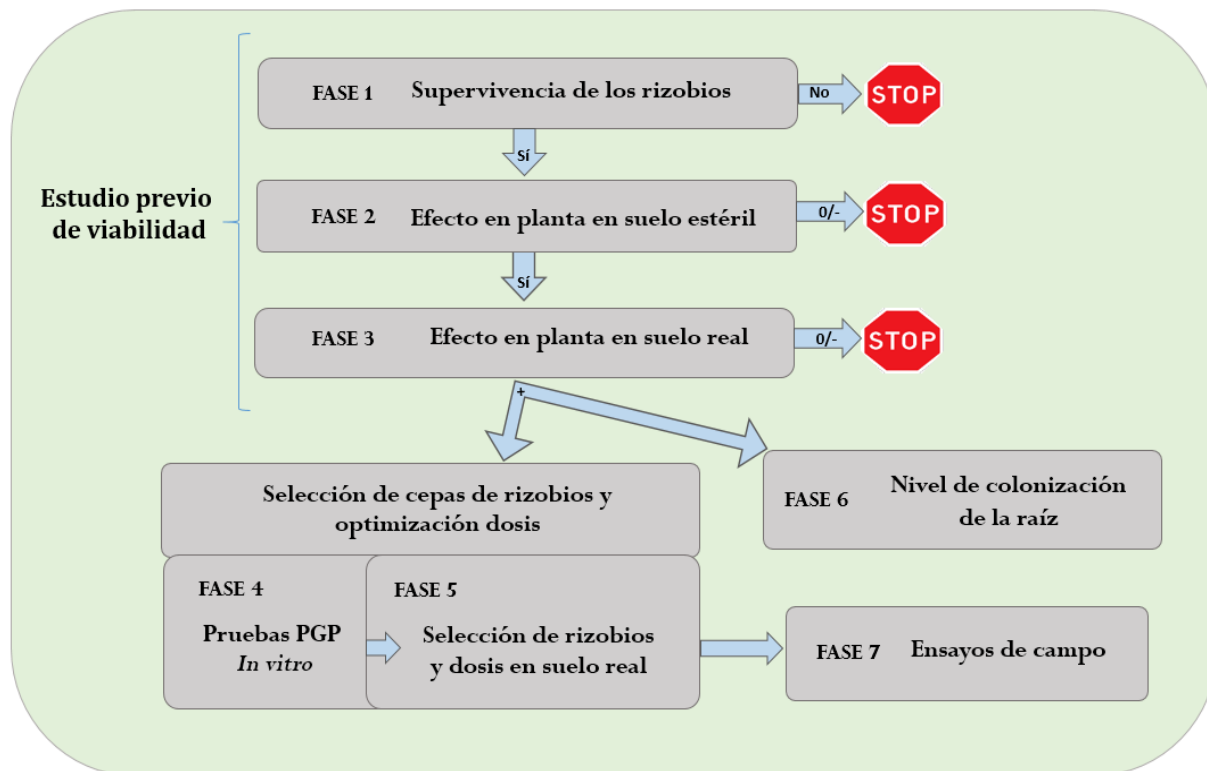 FASE 1
Supervivencia de los rizobios
No
STOP
Sí
Estudio previo
de viabilidad
FASE 2
Efecto en planta en suelo estéril
0/-
STOP
Sí
FASE 3
Efecto en planta en suelo real
0/-
STOP
+
Selección de cepas de rizobios y
optimización dosis
FASE 6
Nivel de colonización
de la raíz
FASE 4
Pruebas PGP
In vitro
FASE 5
Selección de rizobios
y dosis en suelo real
FASE 7
Ensayos de campo